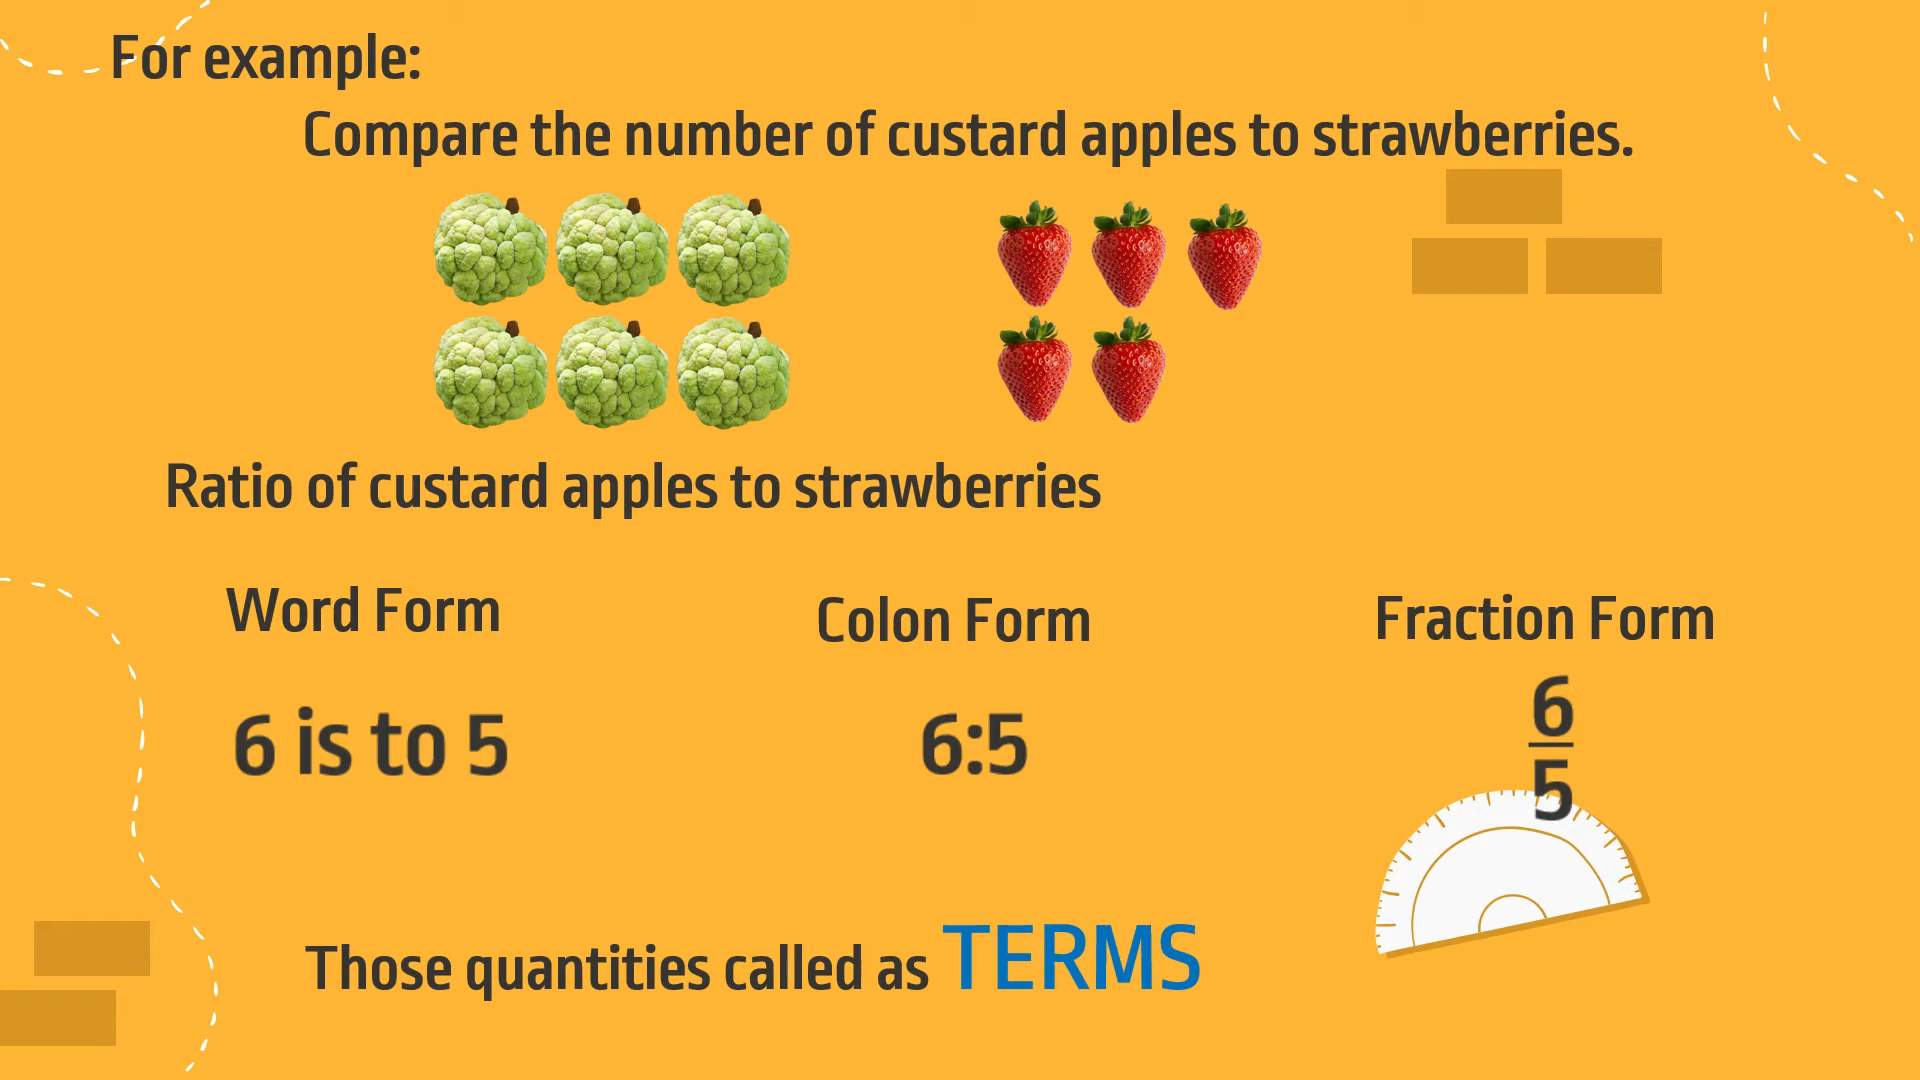 For example:
Compare the number of custard apples to strawberries.
Ratio of custard apples to strawberries
Word Form
Colon Form
Fraction Form
6 is to 5
6:5
6
5
Those quantities called as TERMS